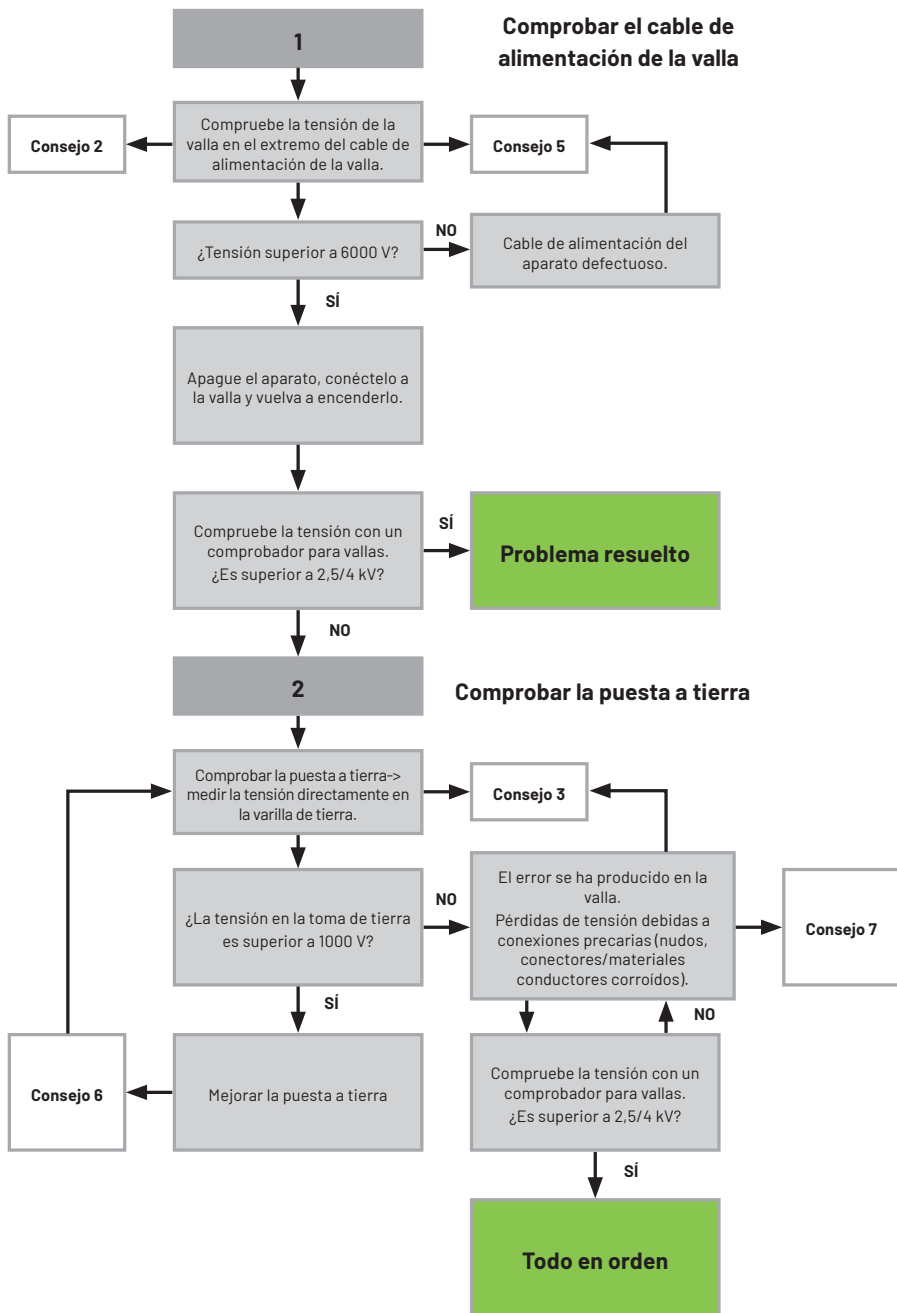 1
Comprobar el cable de
alimentación de la valla
Consejo 2
Compruebe la tensión de la
valla en el extremo del cable de
alimentación de la valla.
Consejo 5
¿Tensión superior a 6000 V?
NO
Cable de alimentación del
aparato defectuoso.
SÍ
Apague el aparato, conéctelo a
la valla y vuelva a encenderlo.
Compruebe la tensión con un
comprobador para vallas.
¿Es superior a 2,5/4 kV?
SÍ
Problema resuelto
NO
2
Comprobar la puesta a tierra
Comprobar la puesta a tierra->
medir la tensión directamente en
la varilla de tierra.
Consejo 3
¿La tensión en la toma de tierra
es superior a 1000 V?
NO
El error se ha producido en la
valla.
Pérdidas de tensión debidas a
conexiones precarias (nudos,
conectores/materiales
conductores corroídos).
Consejo 7
SÍ
NO
Consejo 6
Mejorar la puesta a tierra
Compruebe la tensión con un
comprobador para vallas.
¿Es superior a 2,5/4 kV?
SÍ
Todo en orden